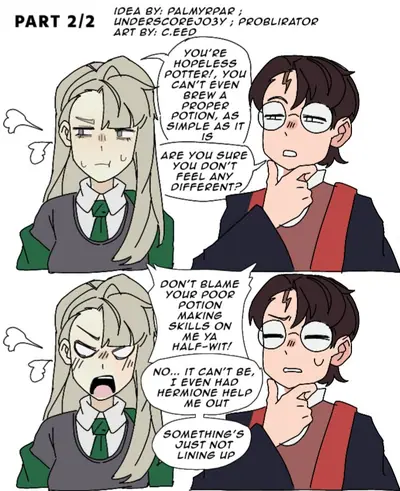 PART 2/2
IDEA BY: PALMYRPAR ;
UNDERSCOREJO3Y ; PROBLIRATOR
ART BY: C.EED
YOU'RE
HOPELESS
POTTER!, YOU
CAN'T EVEN
BREW A
PROPER
POTION, AS
SIMPLE AS IT
IS
ARE YOU SURE
YOU DON'T
FEEL ANY
DIFFERENT?
DON'T BLAME
YOUR POOR
POTION
MAKING
SKILLS ON
ME YA
HALF-WIT!
NO... IT CAN'T BE,
I EVEN HAD
HERMIONE HELP
ME OUT
SOMETHING'S
JUST NOT
LINING UP